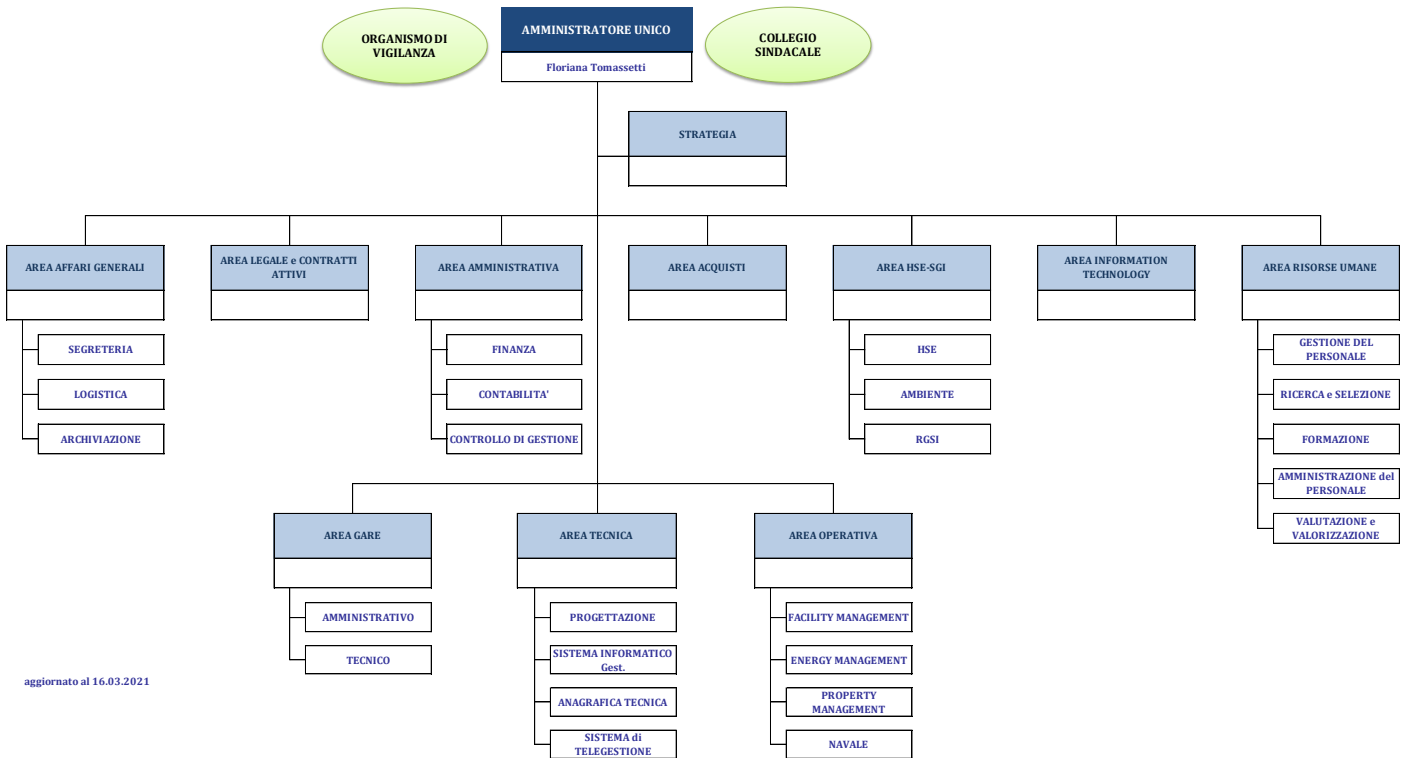 ORGANISMO DI
VIGILANZA
AMMINISTRATORE UNICO
Floriana Tomassetti
COLLEGIO
SINDACALE
STRATEGIA
AREA AFFARI GENERALI
AREA LEGALE e CONTRATTI
ATTIVI
AREA AMMINISTRATIVA
AREA ACQUISTI
AREA HSE-SGI
AREA INFORMATION
TECHNOLOGY
AREA RISORSE UMANE
SEGRETERIA
LOGISTICA
ARCHIVIAZIONE
FINANZA
CONTABILITA'
CONTROLLO DI GESTIONE
HSE
AMBIENTE
RGSI
GESTIONE DEL
PERSONALE
RICERCA e SELEZIONE
FORMAZIONE
AMMINISTRAZIONE del
PERSONALE
VALUTAZIONE e
VALORIZZAZIONE
AREA GARE
AREA TECNICA
AREA OPERATIVA
AMMINISTRATIVO
TECNICO
PROGETTAZIONE
SISTEMA INFORMATICO
Gest.
ANAGRAFICA TECNICA
SISTEMA di
TELEGESTIONE
FACILITY MANAGEMENT
ENERGY MANAGEMENT
PROPERTY
MANAGEMENT
NAVALE
aggiornato al 16.03.2021